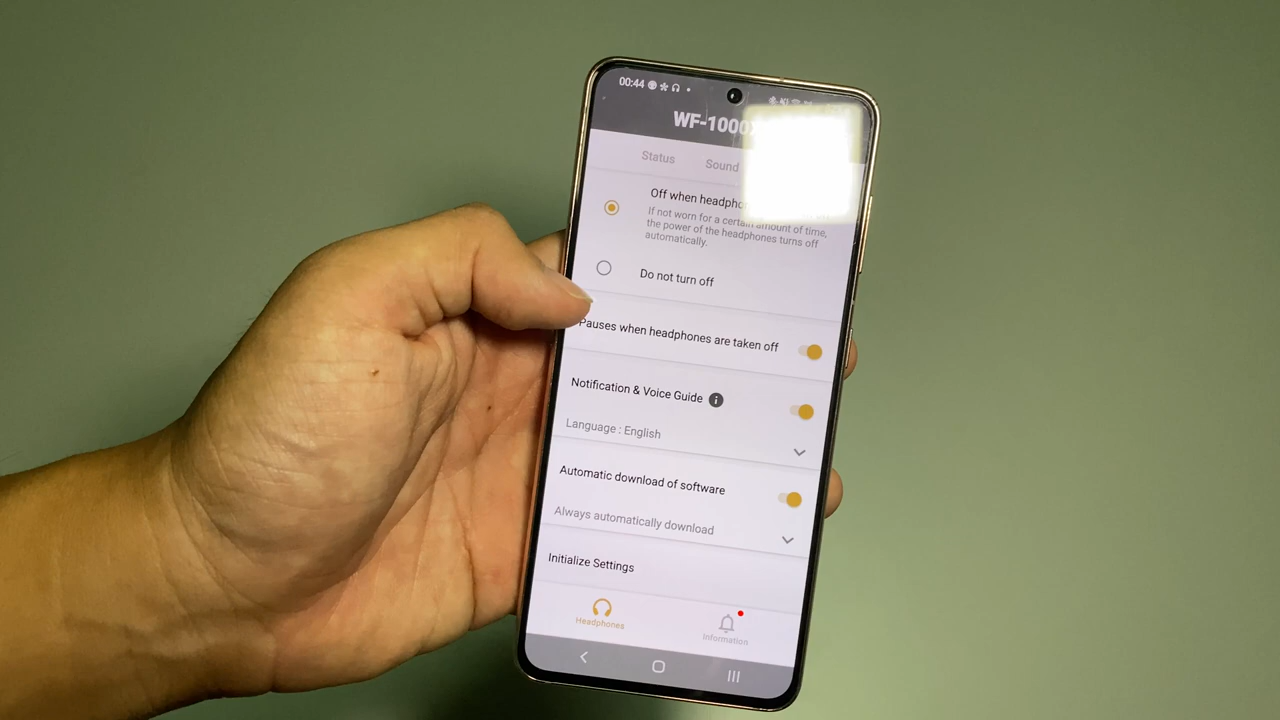 00:44
WF-1000
Status Sound
Off when headpho
If not worn for a certain amount of time,
the power of the headphones turns off
automatically.
Do not turn off
Pauses when headphones are taken off
Notification & Voice Guide
Language : English
Automatic download of software
Always automatically download
Initialize Settings
Headphones
Information